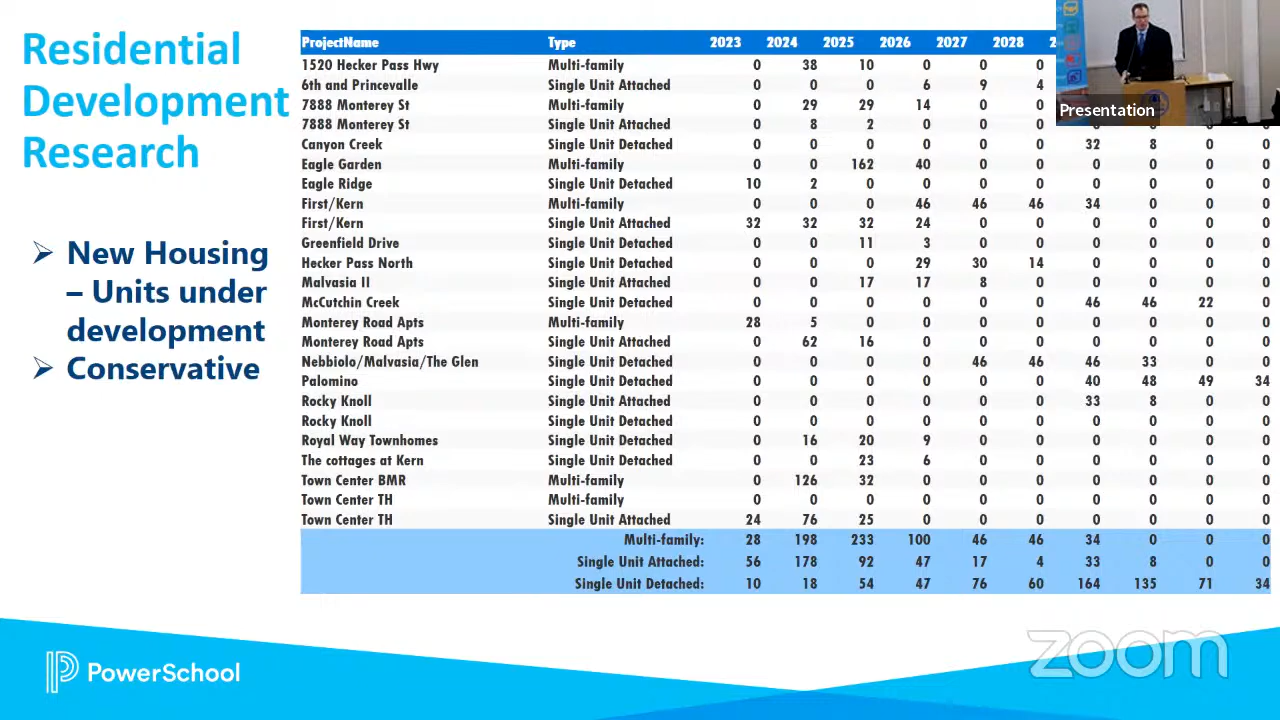 Residential
Development
Research
➢ New Housing
– Units under
development
➢ Conservative
ProjectName Type 2023 2024 2025 2026 2027 2028 2
1520 Hecker Pass Hwy Multi-family 0 38 10 0 0 0
6th and Princevalle Single Unit Attached 0 0 0 6 9 4
7888 Monterey St Multi-family 0 29 29 14 0 0
7888 Monterey St Single Unit Attached 0 8 2 0 0 0 0 0 0 0
Canyon Creek Single Unit Detached 0 0 0 0 0 0 32 8 0 0
Eagle Garden Multi-family 0 0 162 40 0 0 0 0 0 0
Eagle Ridge Single Unit Detached 10 2 0 0 0 0 0 0 0 0
First/Kern Multi-family 0 0 0 46 46 46 34 0 0 0
First/Kern Single Unit Attached 32 32 32 24 0 0 0 0 0 0
Greenfield Drive Single Unit Detached 0 0 11 3 0 0 0 0 0 0
Hecker Pass North Single Unit Detached 0 0 0 29 30 14 0 0 0 0
Malvasia II Single Unit Attached 0 0 17 17 8 0 0 0 0 0
McCutchin Creek Single Unit Detached 0 0 0 0 0 0 46 46 22 0
Monterey Road Apts Multi-family 28 5 0 0 0 0 0 0 0 0
Monterey Road Apts Single Unit Attached 0 62 16 0 0 0 0 0 0 0
Nebbiolo/Malvasia/The Glen Single Unit Detached 0 0 0 0 46 46 46 33 0 0
Palomino Single Unit Detached 0 0 0 0 0 0 40 48 49 34
Rocky Knoll Single Unit Attached 0 0 0 0 0 0 33 8 0 0
Rocky Knoll Single Unit Detached 0 0 0 0 0 0 0 0 0 0
Royal Way Townhomes Single Unit Detached 0 16 20 9 0 0 0 0 0 0
The cottages at Kern Single Unit Detached 0 0 23 6 0 0 0 0 0 0
Town Center BMR Multi-family 0 126 32 0 0 0 0 0 0 0
Town Center TH Multi-family 0 0 0 0 0 0 0 0 0 0
Town Center TH Single Unit Attached 24 76 25 0 0 0 0 0 0 0
Multi-family: 28 198 233 100 46 46 34 0 0 0
Single Unit Attached: 56 178 92 47 17 4 33 8 0 0
Single Unit Detached: 10 18 54 47 76 60 164 135 71 34
Presentation
PowerSchool
zoom